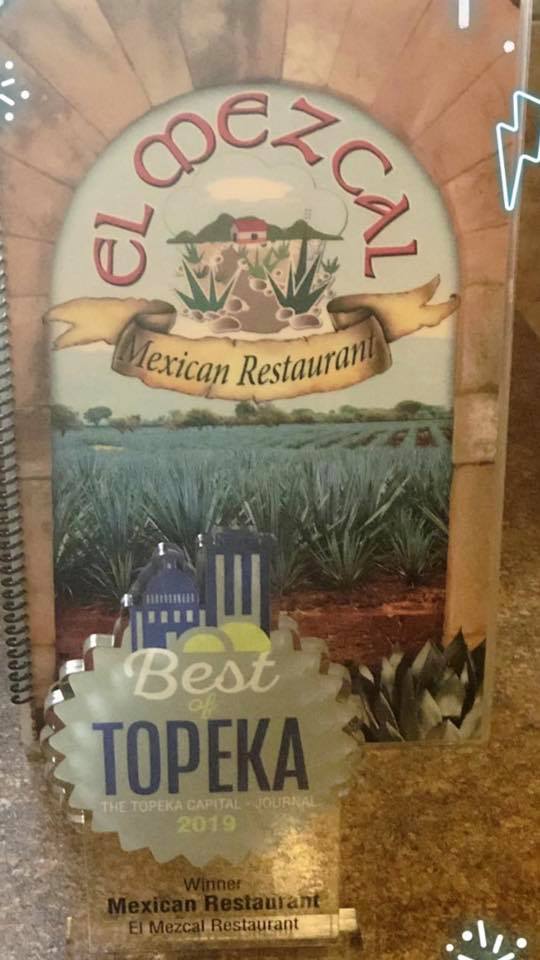 EL MEZCAL
Mexican Restaurant
Best
of
TOPEKA
THE TOPEKA CAPITAL - JOURNAL
2019
Winner
Mexican Restaurant
El Mezcal Restaurant